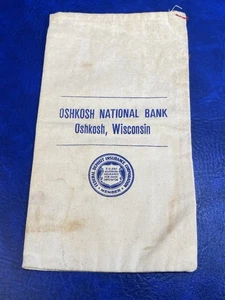 OSHKOSH NATIONAL BANK
Oshkosh, Wisconsin
FEDERAL DEPOSIT INSURANCE CORPORATION
MEMBER